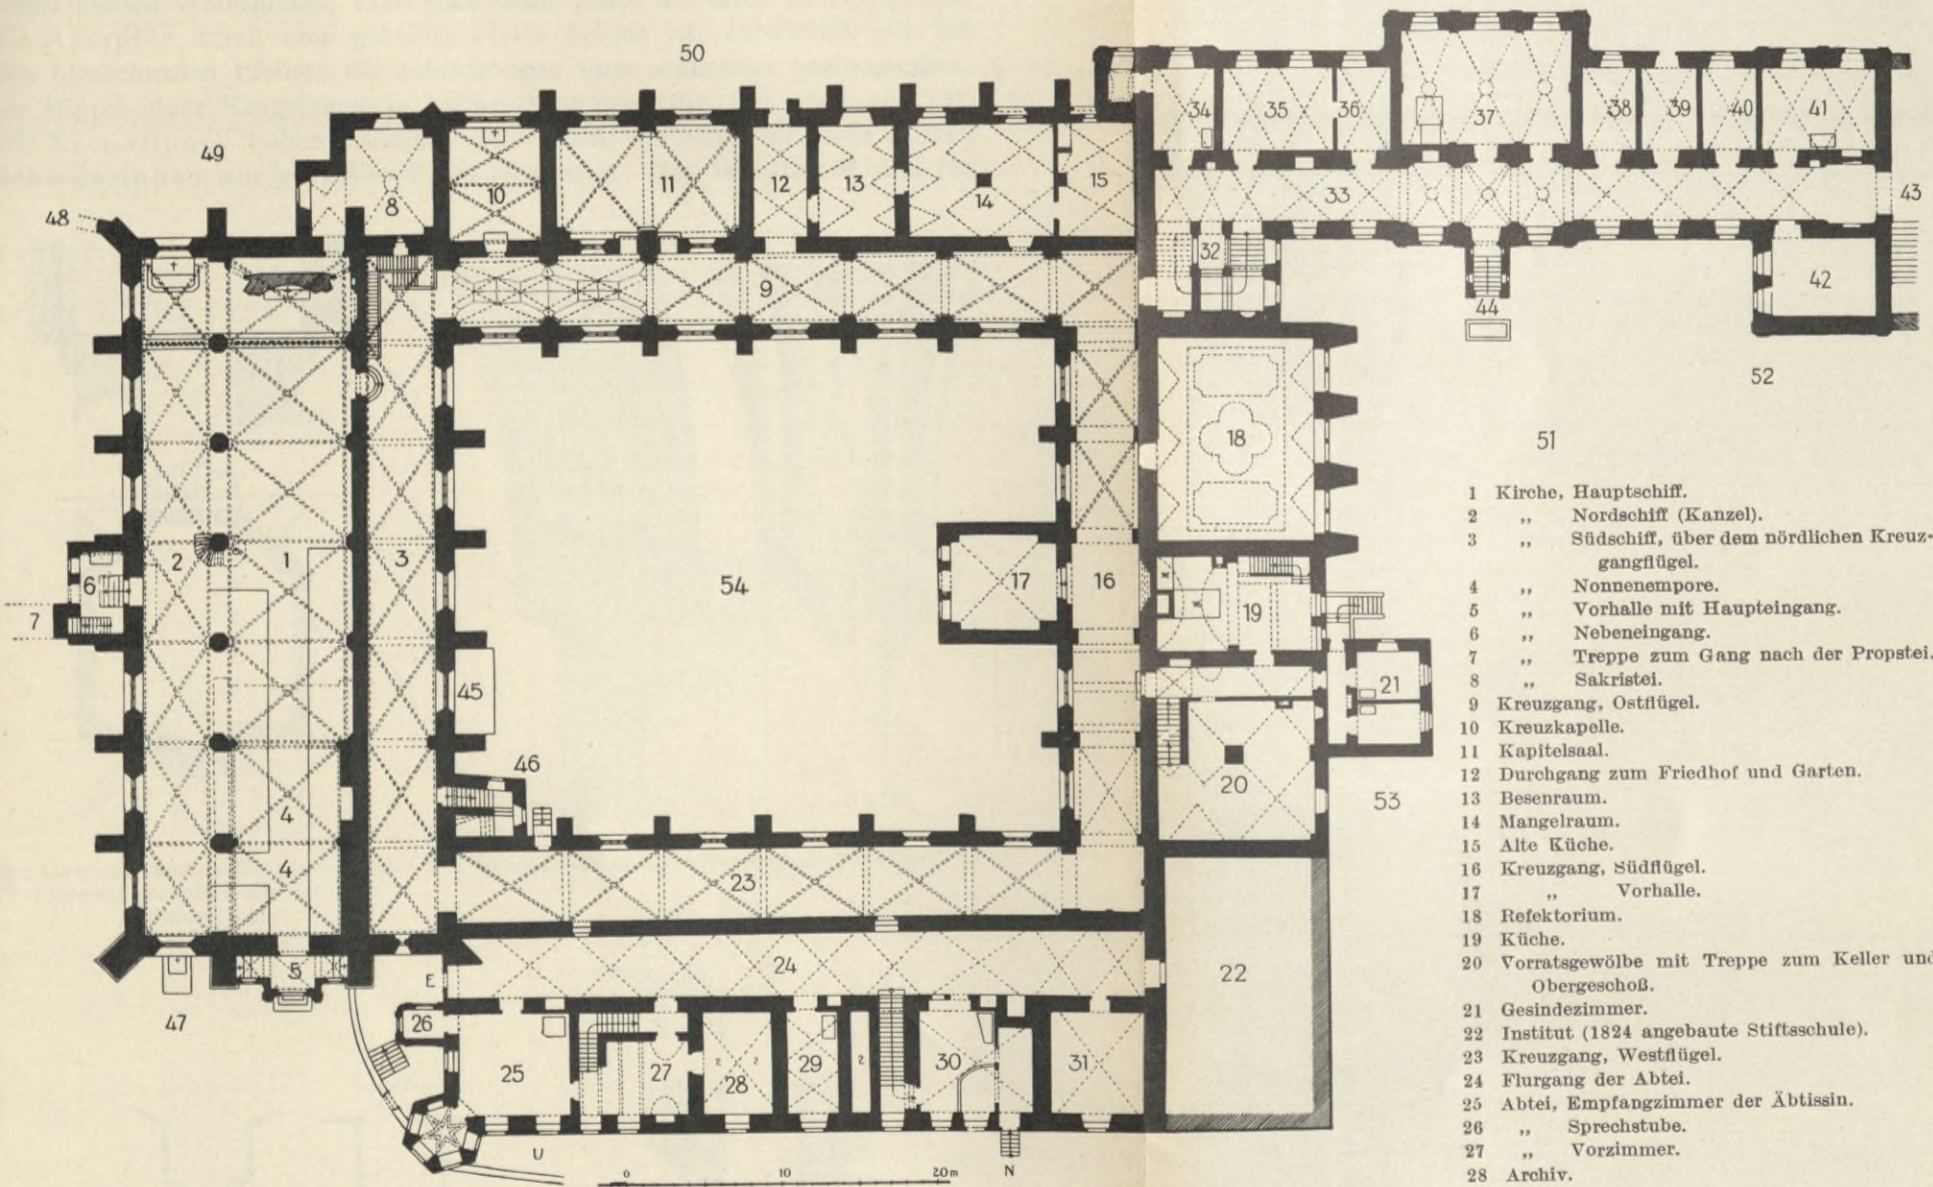 50
49
48
8
10
11
12
13
14
15
34
35
36
37
38
39
40
41
33
43
32
42
44
9
52
18
51
2
1
3
6
7
54
17
16
19
45
21
46
20
53
4
4
23
5
24
22
E
47
26
25
27
28
29
30
31
U
N
0 10 20m
1 Kirche, Hauptschiff.
2 „ Nordschiff (Kanzel).
3 „ Südschiff, über dem nördlichen Kreuz-
gangflügel.
4 „ Nonnenempore.
5 „ Vorhalle mit Haupteingang.
6 „ Nebeneingang.
7 „ Treppe zum Gang nach der Propstei.
8 „ Sakristei.
9 Kreuzgang, Ostflügel.
10 Kreuzkapelle.
11 Kapitelsaal.
12 Durchgang zum Friedhof und Garten.
13 Besenraum.
14 Mangelraum.
15 Alte Küche.
16 Kreuzgang, Südflügel.
17 „ Vorhalle.
18 Refektorium.
19 Küche.
20 Vorratsgewölbe mit Treppe zum Keller und
Obergeschoß.
21 Gesindezimmer.
22 Institut (1824 angebaute Stiftsschule).
23 Kreuzgang, Westflügel.
24 Flurgang der Abtei.
25 Abtei, Empfangzimmer der Äbtissin.
26 „ Sprechstube.
27 „ Vorzimmer.
28 Archiv.